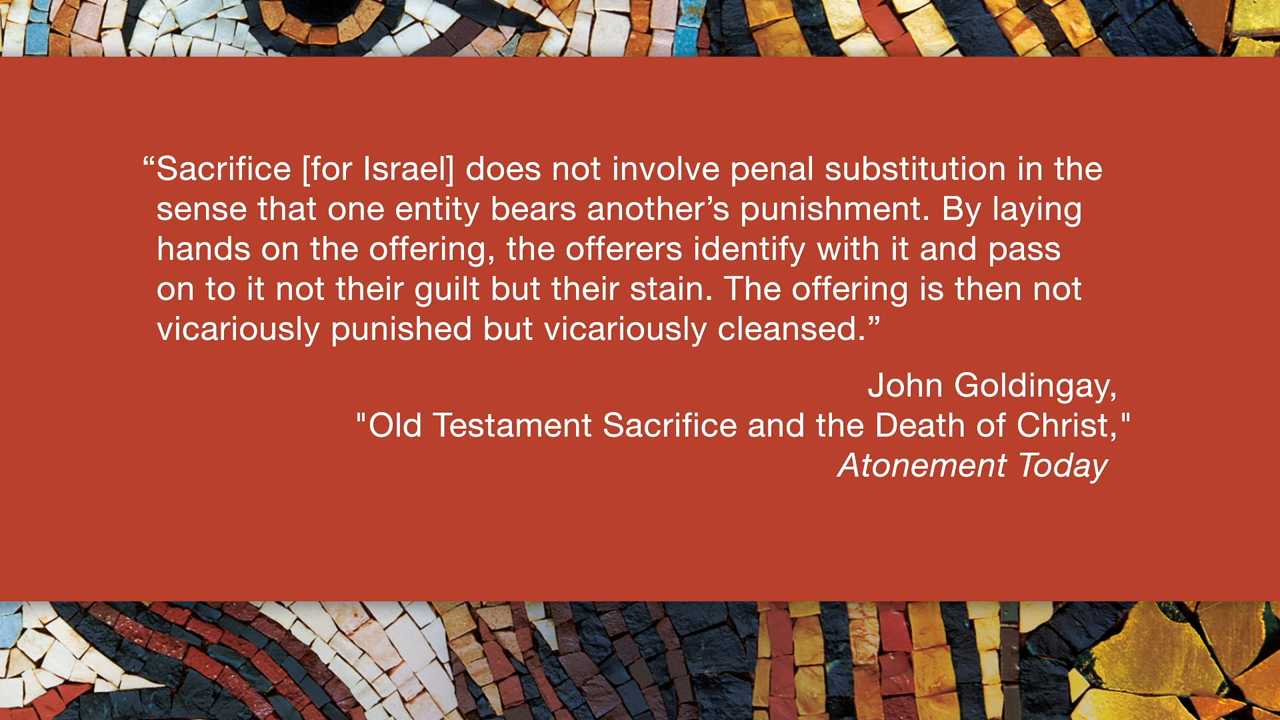 “Sacrifice [for Israel] does not involve penal substitution in the
sense that one entity bears another’s punishment. By laying
hands on the offering, the offerers identify with it and pass
on to it not their guilt but their stain. The offering is then not
vicariously punished but vicariously cleansed.”
John Goldingay,
"Old Testament Sacrifice and the Death of Christ,"
Atonement Today